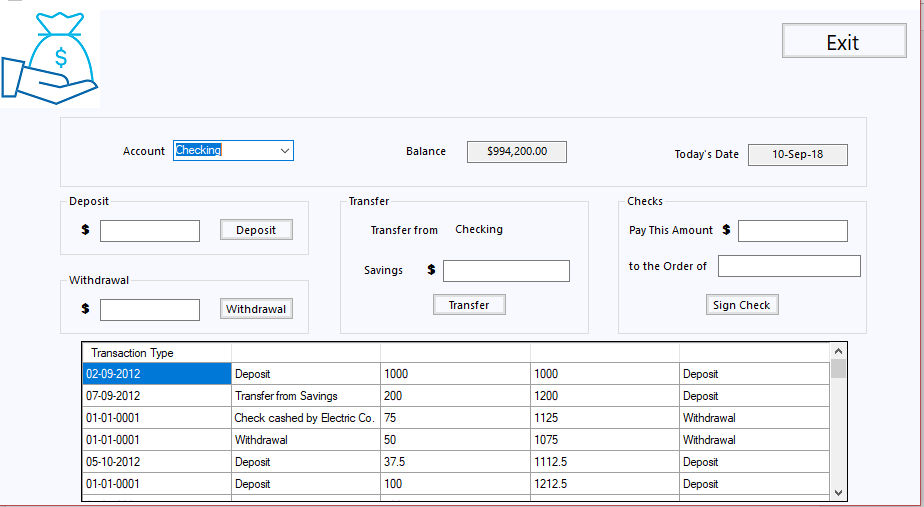 $
Exit
Account Checking Balance $994,200.00 Today's Date 10-Sep-18
Deposit
$ Deposit
Withdrawal
$ Withdrawal
Transfer
Transfer from Checking
Savings $
Transfer
Checks
Pay This Amount $
to the Order of
Sign Check
Transaction Type
02-09-2012 Deposit 1000 1000 Deposit
07-09-2012 Transfer from Savings 200 1200 Deposit
01-01-0001 Check cashed by Electric Co. 75 1125 Withdrawal
01-01-0001 Withdrawal 50 1075 Withdrawal
05-10-2012 Deposit 37.5 1112.5 Deposit
01-01-0001 Deposit 100 1212.5 Deposit